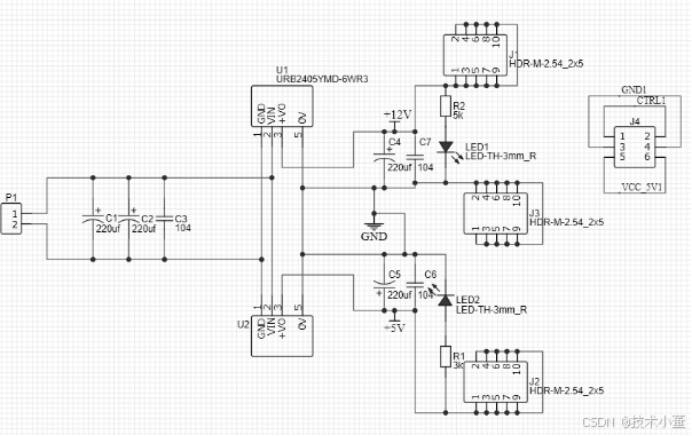 U1
URB2405YMD-6WR3
GND
VIN
+VO
0V
1
2
3
5
2 4 6 8 10
1 3 5 7 9
J1
HDR-M-2.54_2x5
R2
5k
+12V
C4
220uf
C7
104
LED1
LED-TH-3mm_R
GND1
CTRL1
J4
1 2
3 4
5 6
VCC_5V1
P1
1
2
C1
220uf
C2
220uf
C3
104
GND
2 4 6 8 10
1 3 5 7 9
J3
HDR-M-2.54_2x5
C5
220uf
C6
104
+5V
LED2
LED-TH-3mm_R
U2
1
2
3
5
GND
VIN
+VO
0V
R1
3k
2 4 6 8 10
1 3 5 7 9
J2
HDR-M-2.54_2x5
CSDN @技术小董